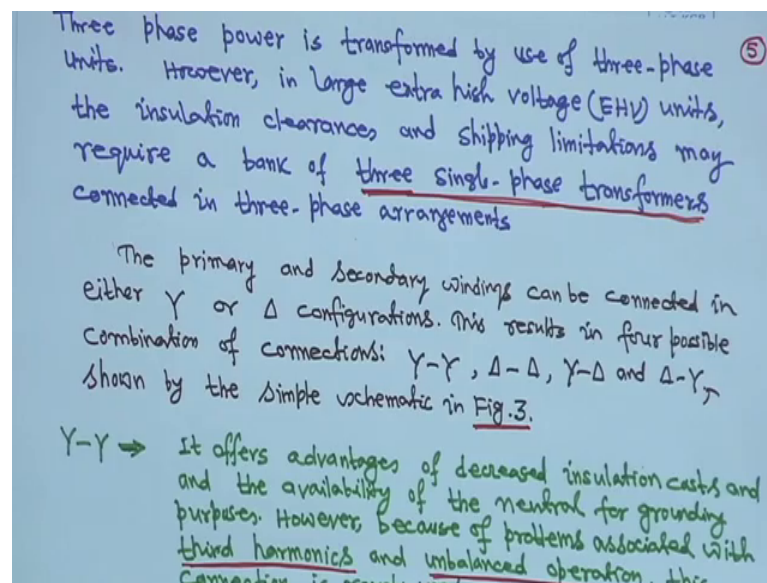 Three phase power is transformed by use of three-phase
5
units. However, in large extra high voltage (EHV) units,
the insulation clearances and shipping limitations may
require a bank of three single-phase transformers
connected in three-phase arrangements
The primary and secondary windings can be connected in
either Y or Δ configurations. This results in four possible
combination of connections: Y-Y, Δ-Δ, Y-Δ and Δ-Y,
shown by the simple schematic in Fig.3.
Y-Y → It offers advantages of decreased insulation costs and
and the availability of the neutral for grounding
purposes. However, because of problems associated with
third harmonics and unbalanced operation, this
connection is